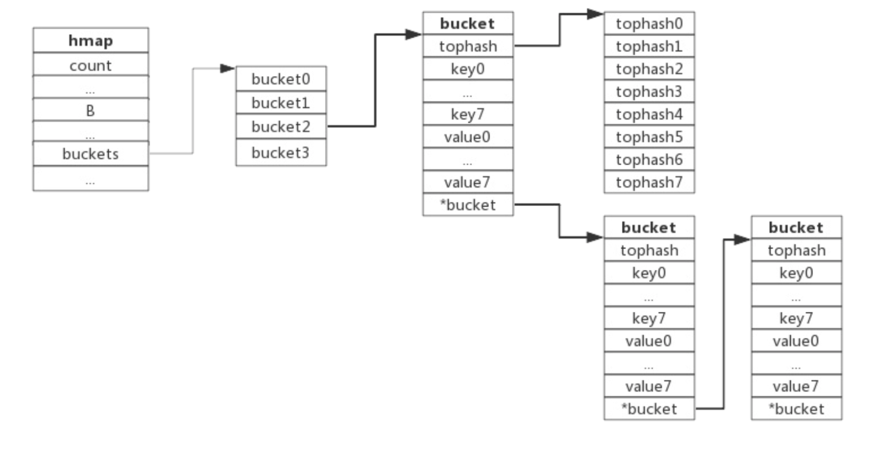 hmap
count
...
B
...
buckets
...
bucket0
bucket1
bucket2
bucket3
bucket
tophash
key0
...
key7
value0
...
value7
*bucket
tophash0
tophash1
tophash2
tophash3
tophash4
tophash5
tophash6
tophash7
bucket
tophash
key0
...
key7
value0
...
value7
*bucket
bucket
tophash
key0
...
key7
value0
...
value7
*bucket